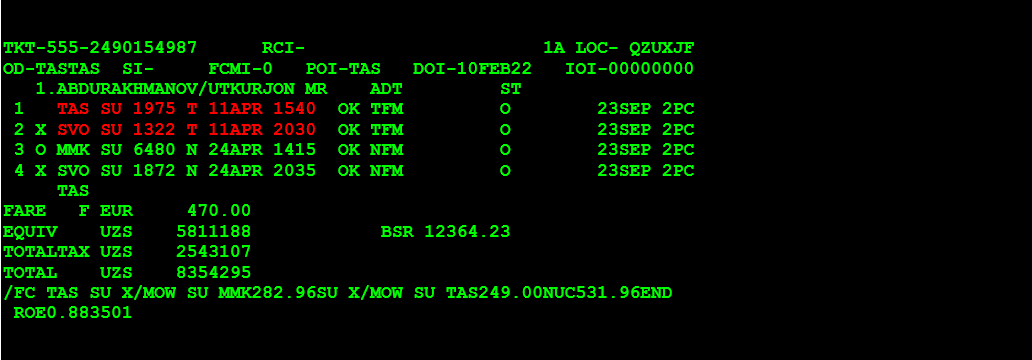 TKT-555-2490154987 RCI- 1A LOC- QZUXJF
OD-TASTAS SI- FCMI-0 POI-TAS DOI-10FEB22 IOI-00000000
1.ABDURAKHMANOV/UTKURJON MR ADT ST
1 TAS SU 1975 T 11APR 1540 OK TFM O 23SEP 2PC
2 X SVO SU 1322 T 11APR 2030 OK TFM O 23SEP 2PC
3 O MMK SU 6480 N 24APR 1415 OK NFM O 23SEP 2PC
4 X SVO SU 1872 N 24APR 2035 OK NFM O 23SEP 2PC
TAS
FARE F EUR 470.00
EQUIV UZS 5811188 BSR 12364.23
TOTALTAX UZS 2543107
TOTAL UZS 8354295
/FC TAS SU X/MOW SU MMK282.96SU X/MOW SU TAS249.00NUC531.96END
ROE0.883501